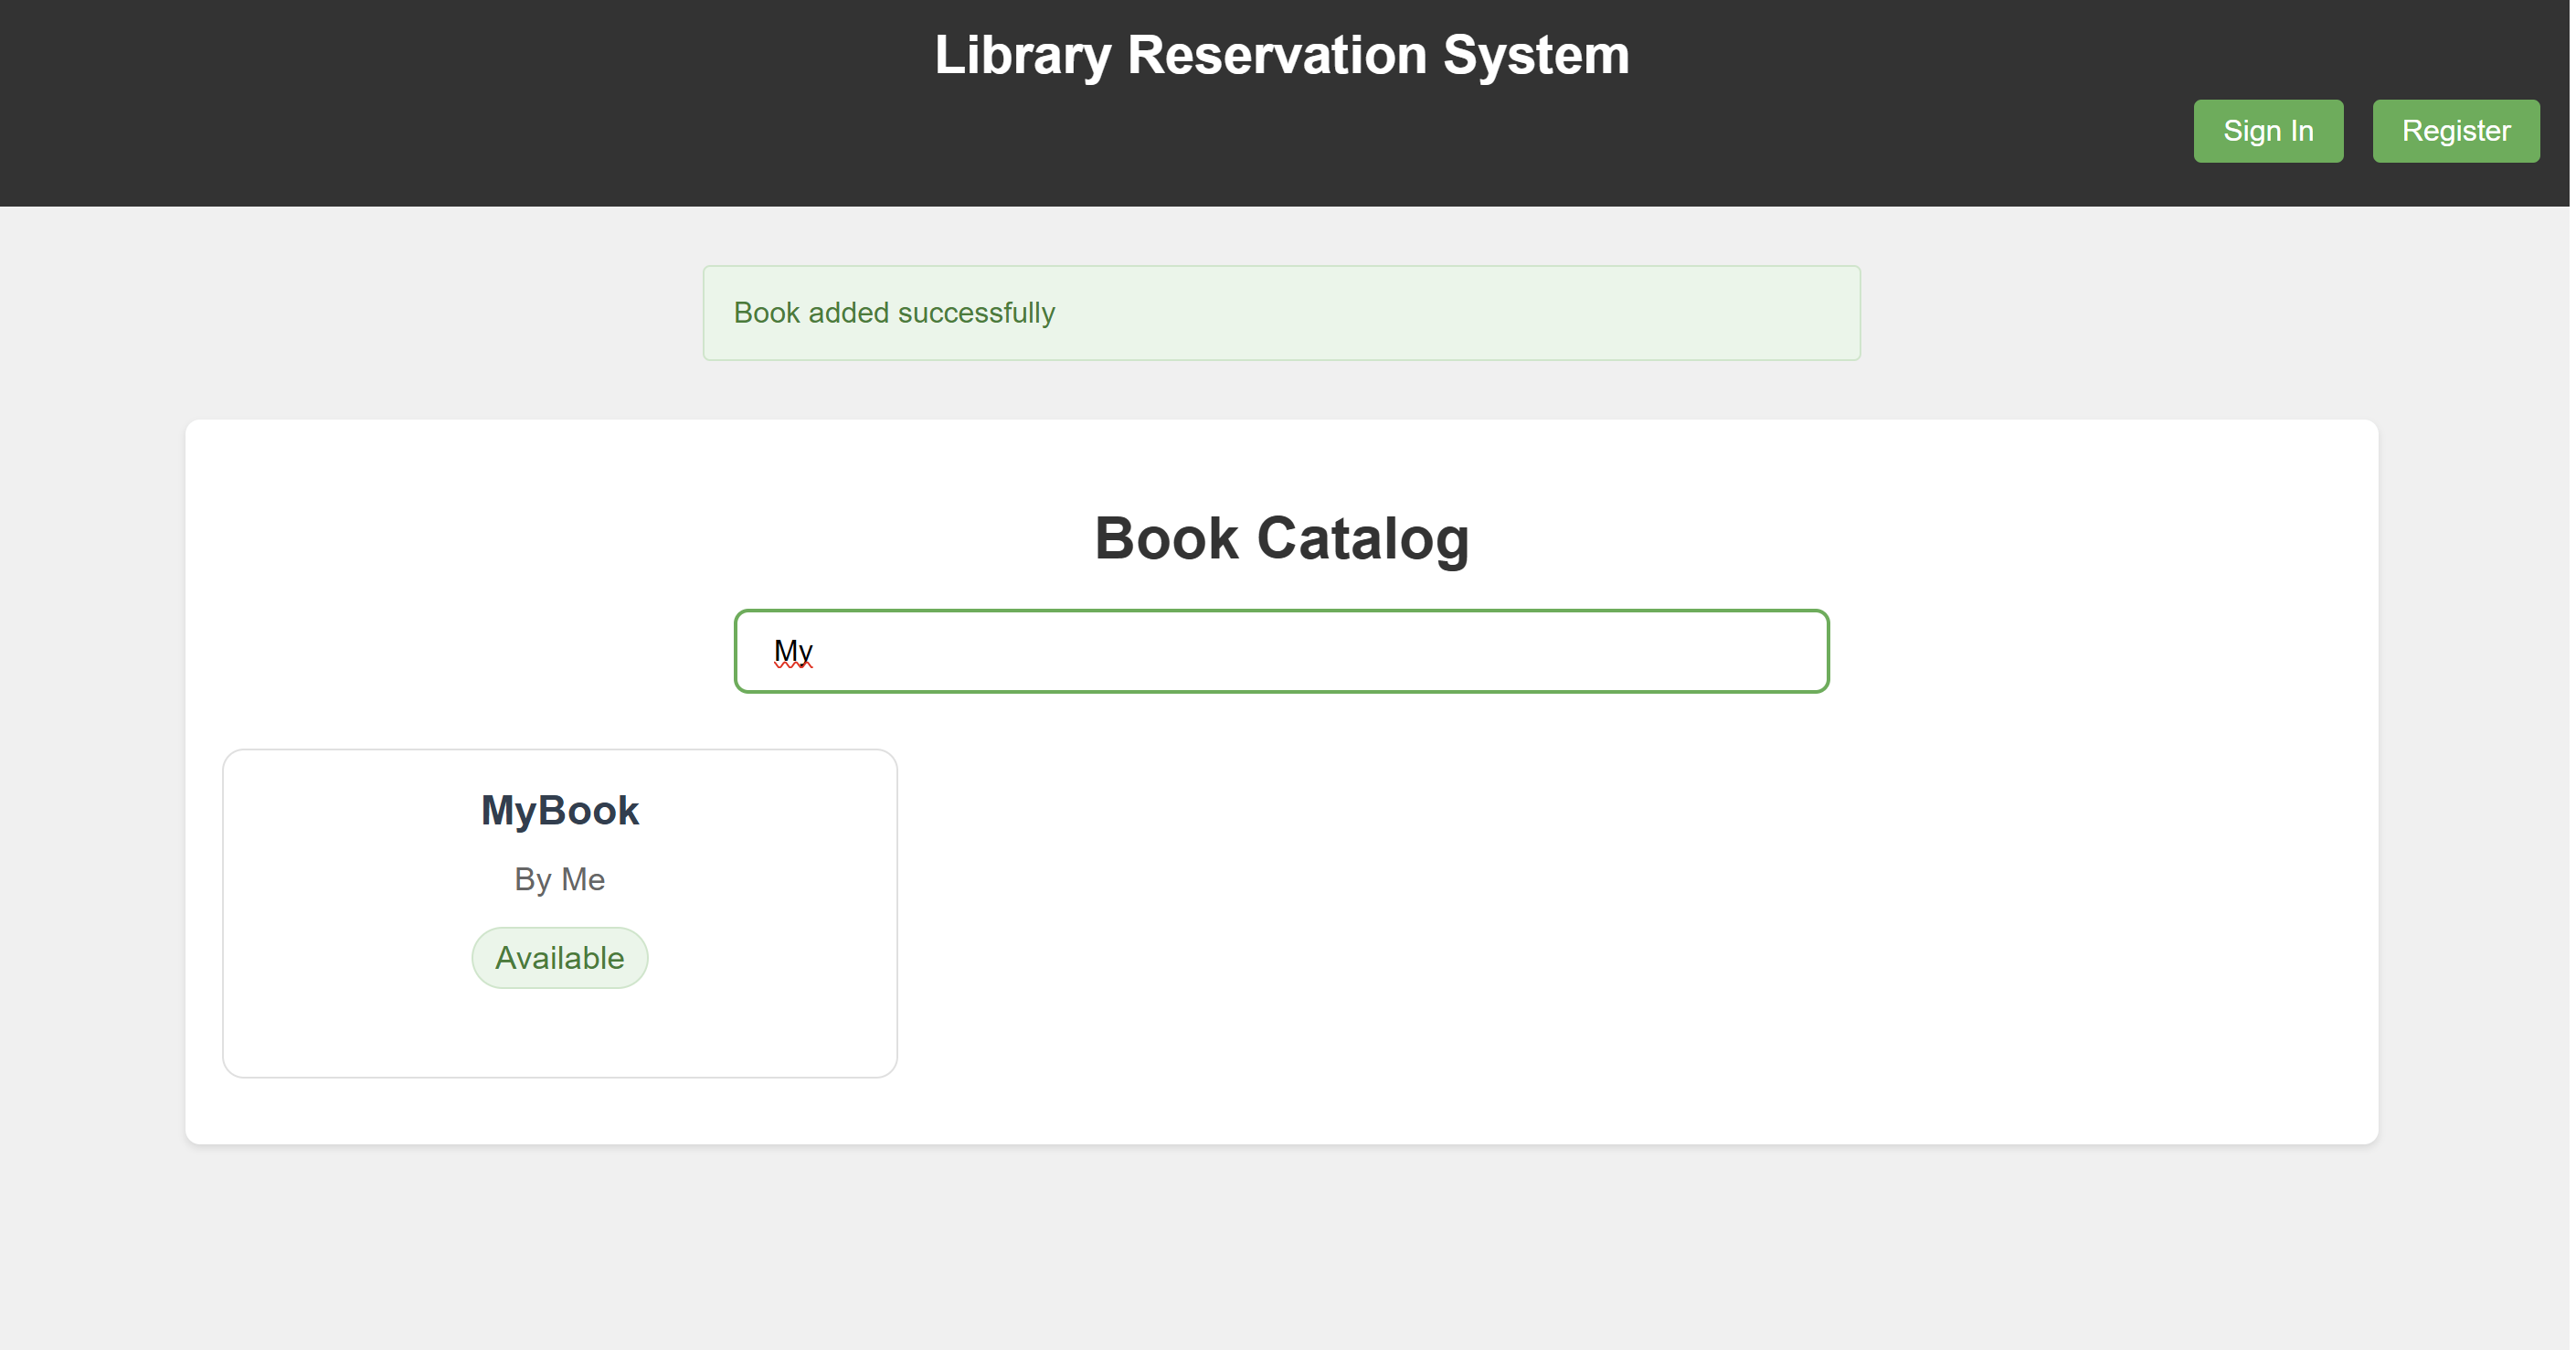 Library Reservation System
Sign In
Register
Book added successfully
Book Catalog
My
MyBook
By Me
Available